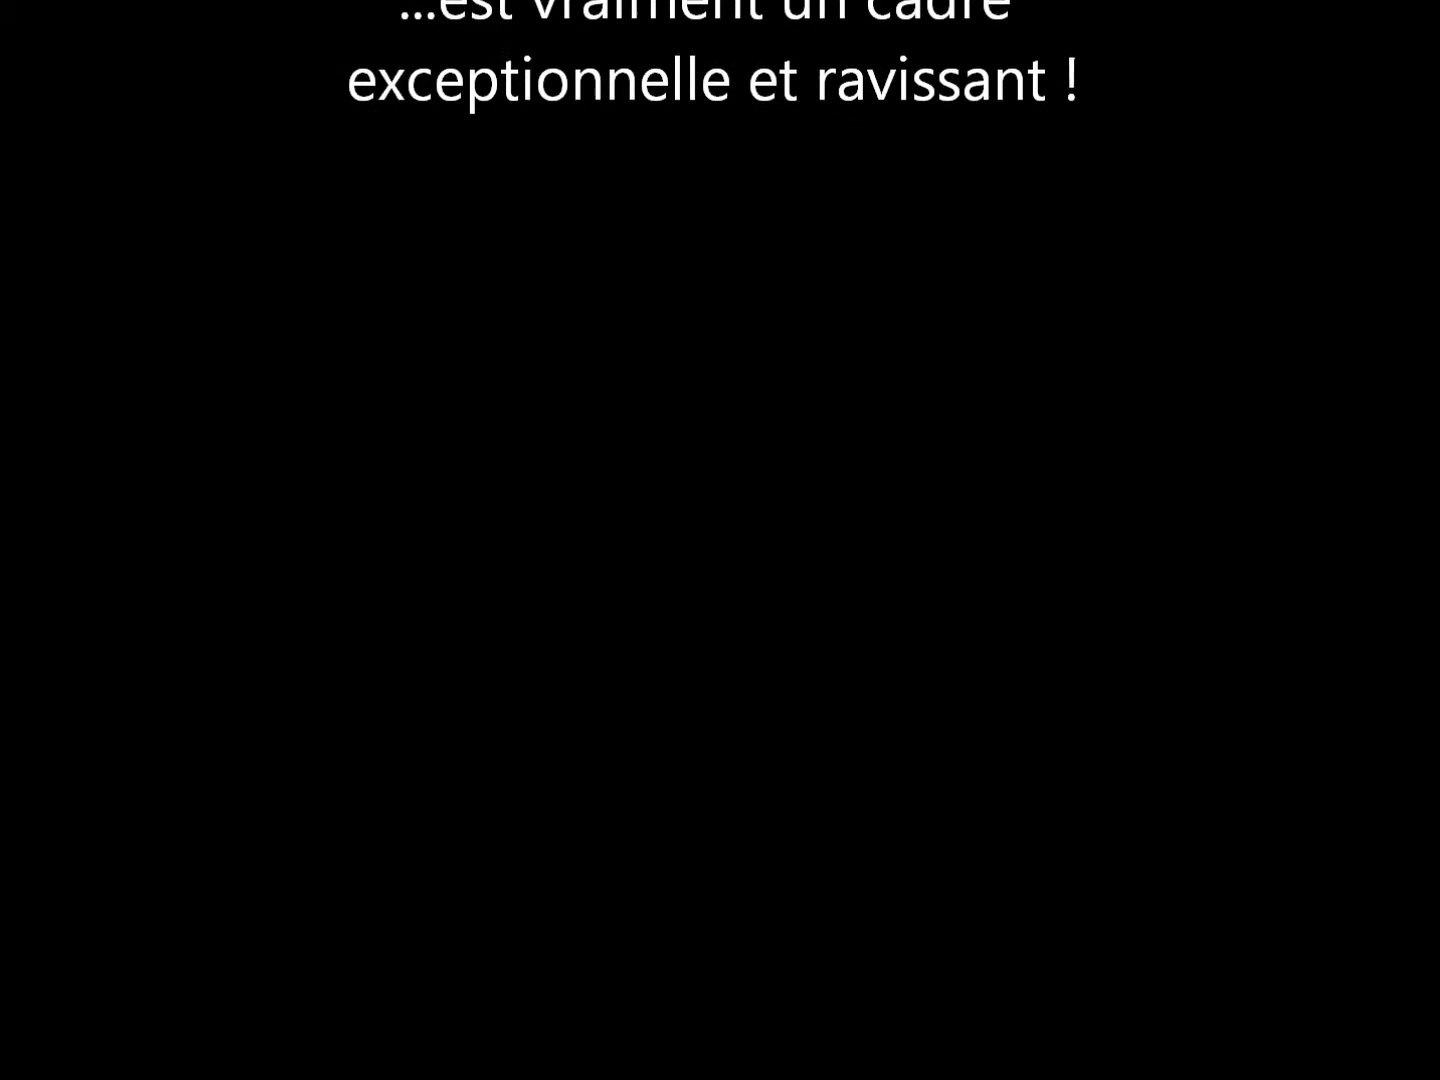 ...est vraiment un cadre
exceptionnelle et ravissant !